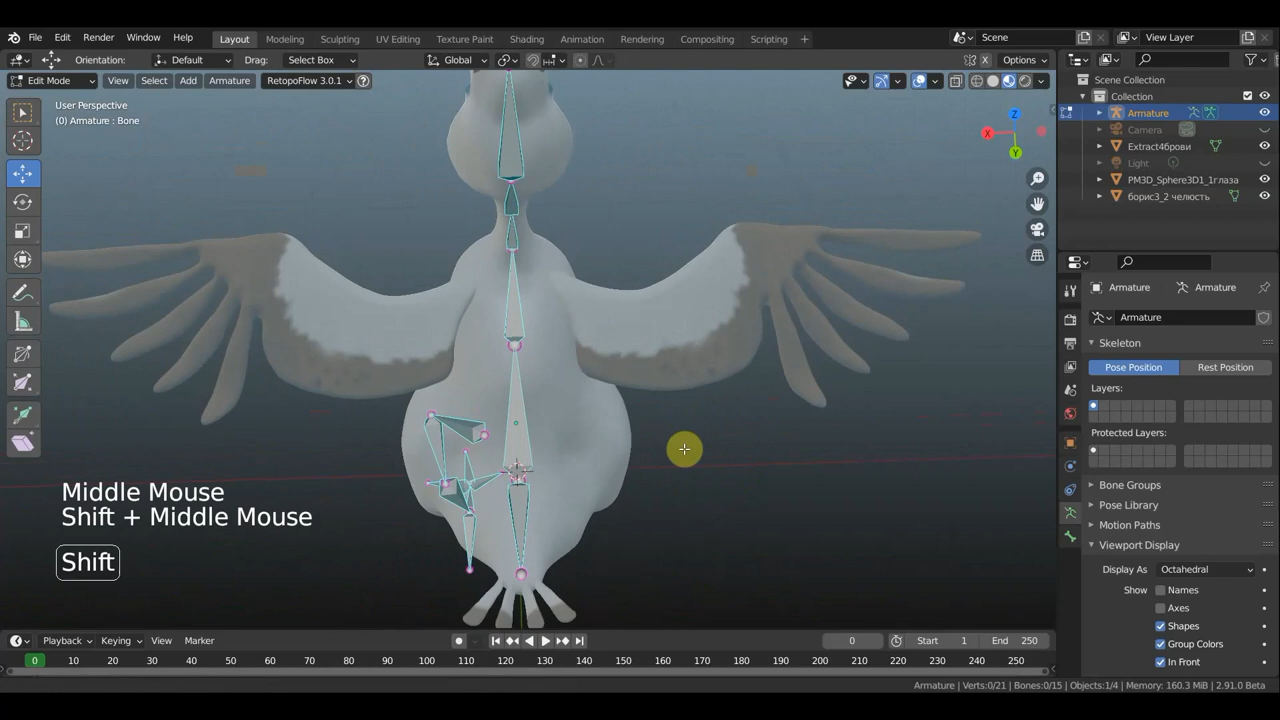 File Edit Render Window Help Layout Modeling Sculpting UV Editing Texture Paint Shading Animation Rendering Compositing Scripting + Scene View Layer
Orientation: Default Drag: Select Box Global X Options
Edit Mode View Select Add Armature RetopoFlow 3.0.1 ?
User Perspective
(0) Armature : Bone
Z
X
Y
Scene Collection
Collection
Armature
Camera
Extract4брови
Light
PM3D_Sphere3D1_1глаза
борис3_2 челюсть
Armature Armature
Armature
Skeleton
Pose Position Rest Position
Layers:
Protected Layers:
Bone Groups
Pose Library
Motion Paths
Viewport Display
Display As Octahedral
Show Names
Axes
Shapes
Group Colors
In Front
Middle Mouse
Shift + Middle Mouse
Shift
Playback Keying View Marker 0 Start 1 End 250
0 10 20 30 40 50 60 70 80 90 100 110 120 130 140 150 160 170 180 190 200 210 220 230 240 250
Armature | Verts:0/21 | Bones:0/15 | Objects:1/4 | Memory: 160.3 MiB | 2.91.0 Beta